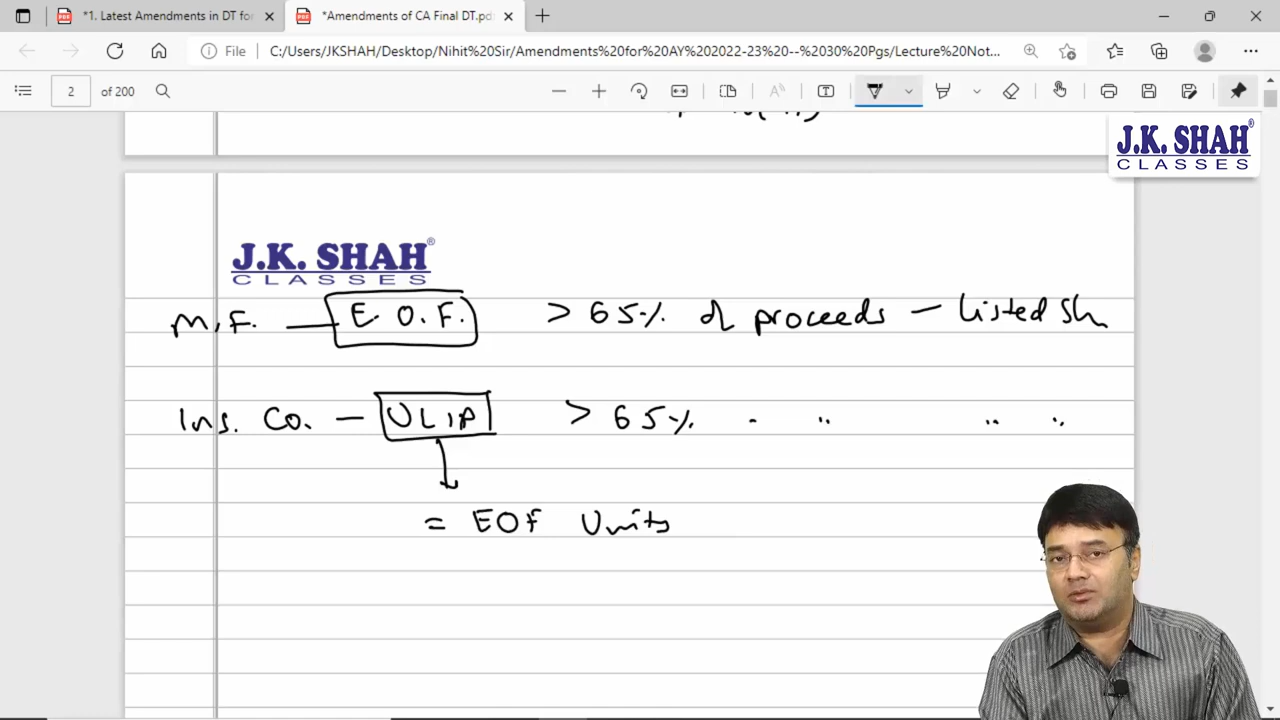 *1. Latest Amendments in DT for
*Amendments of CA Final DT.pd
File C:/Users/JKSHAH/Desktop/Nihit%20Sir/Amendments%20for%20AY%202022-23%20--%2030%20Pgs/Lecture%20Not...
2 of 200
J.K. SHAH®
CLASSES
J.K. SHAH®
CLASSES
M.F. — E.O.F. > 65% of proceeds — listed Sh
Ins. Co. — ULIP > 65% " " " "
= EOF Units